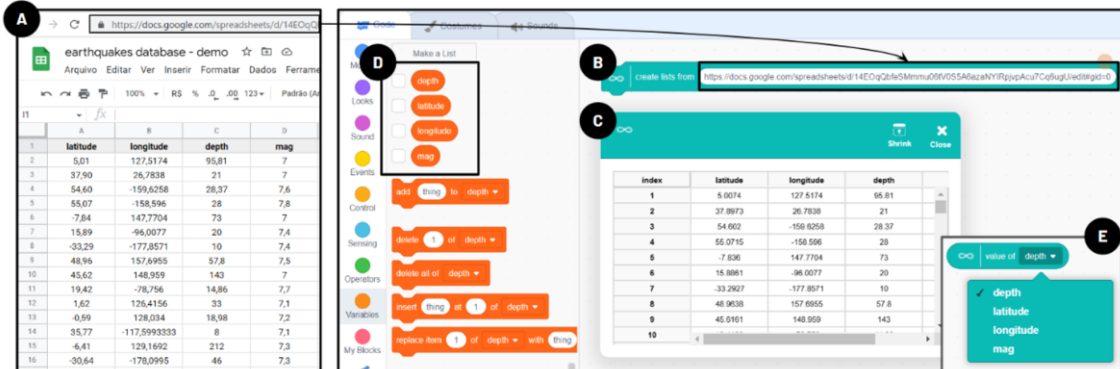 A
https://docs.google.com/spreadsheets/d/14EOqQ
earthquakes database - demo
Arquivo Editar Ver Inserir Formatar Dados Ferrame
100% R$ % .0 .00 123 Padrão (Ar
I1 fx
A B C D
1 latitude longitude depth mag
2 5,01 127,5174 95,81 7
3 37,90 26,7838 21 7
4 54,60 -159,6258 28,37 7,6
5 55,07 -158,596 28 7,8
6 -7,84 147,7704 73 7
7 15,89 -96,0077 20 7,4
8 -33,29 -177,8571 10 7,4
9 48,96 157,6955 57,8 7,5
10 45,62 148,959 143 7
11 19,42 -78,756 14,86 7,7
12 1,62 126,4156 33 7,1
13 -0,59 128,034 18,98 7,2
14 35,77 -117,5993333 8 7,1
15 -6,41 129,1692 212 7,3
16 -30,64 -178,0995 46 7,3
Code Costumes Sounds
Looks
Sound
Events
Control
Sensing
Operators
Variables
My Blocks
Make a List
D
depth
latitude
longitude
mag
add thing to depth
delete 1 of depth
delete all of depth
insert thing at 1 of depth
replace item 1 of depth with thing
B
create lists from
C
Shrink Close
index latitude longitude depth
1 5.0074 127.5174 95.81
2 37.8973 26.7838 21
3 54.602 -159.6258 28.37
4 55.0715 -158.596 28
5 -7.836 147.7704 73
6 15.8861 -96.0077 20
7 -33.2927 -177.8571 10
8 48.9638 157.6955 57.8
9 45.6161 148.959 143
10
E
value of depth
✓ depth
latitude
longitude
mag